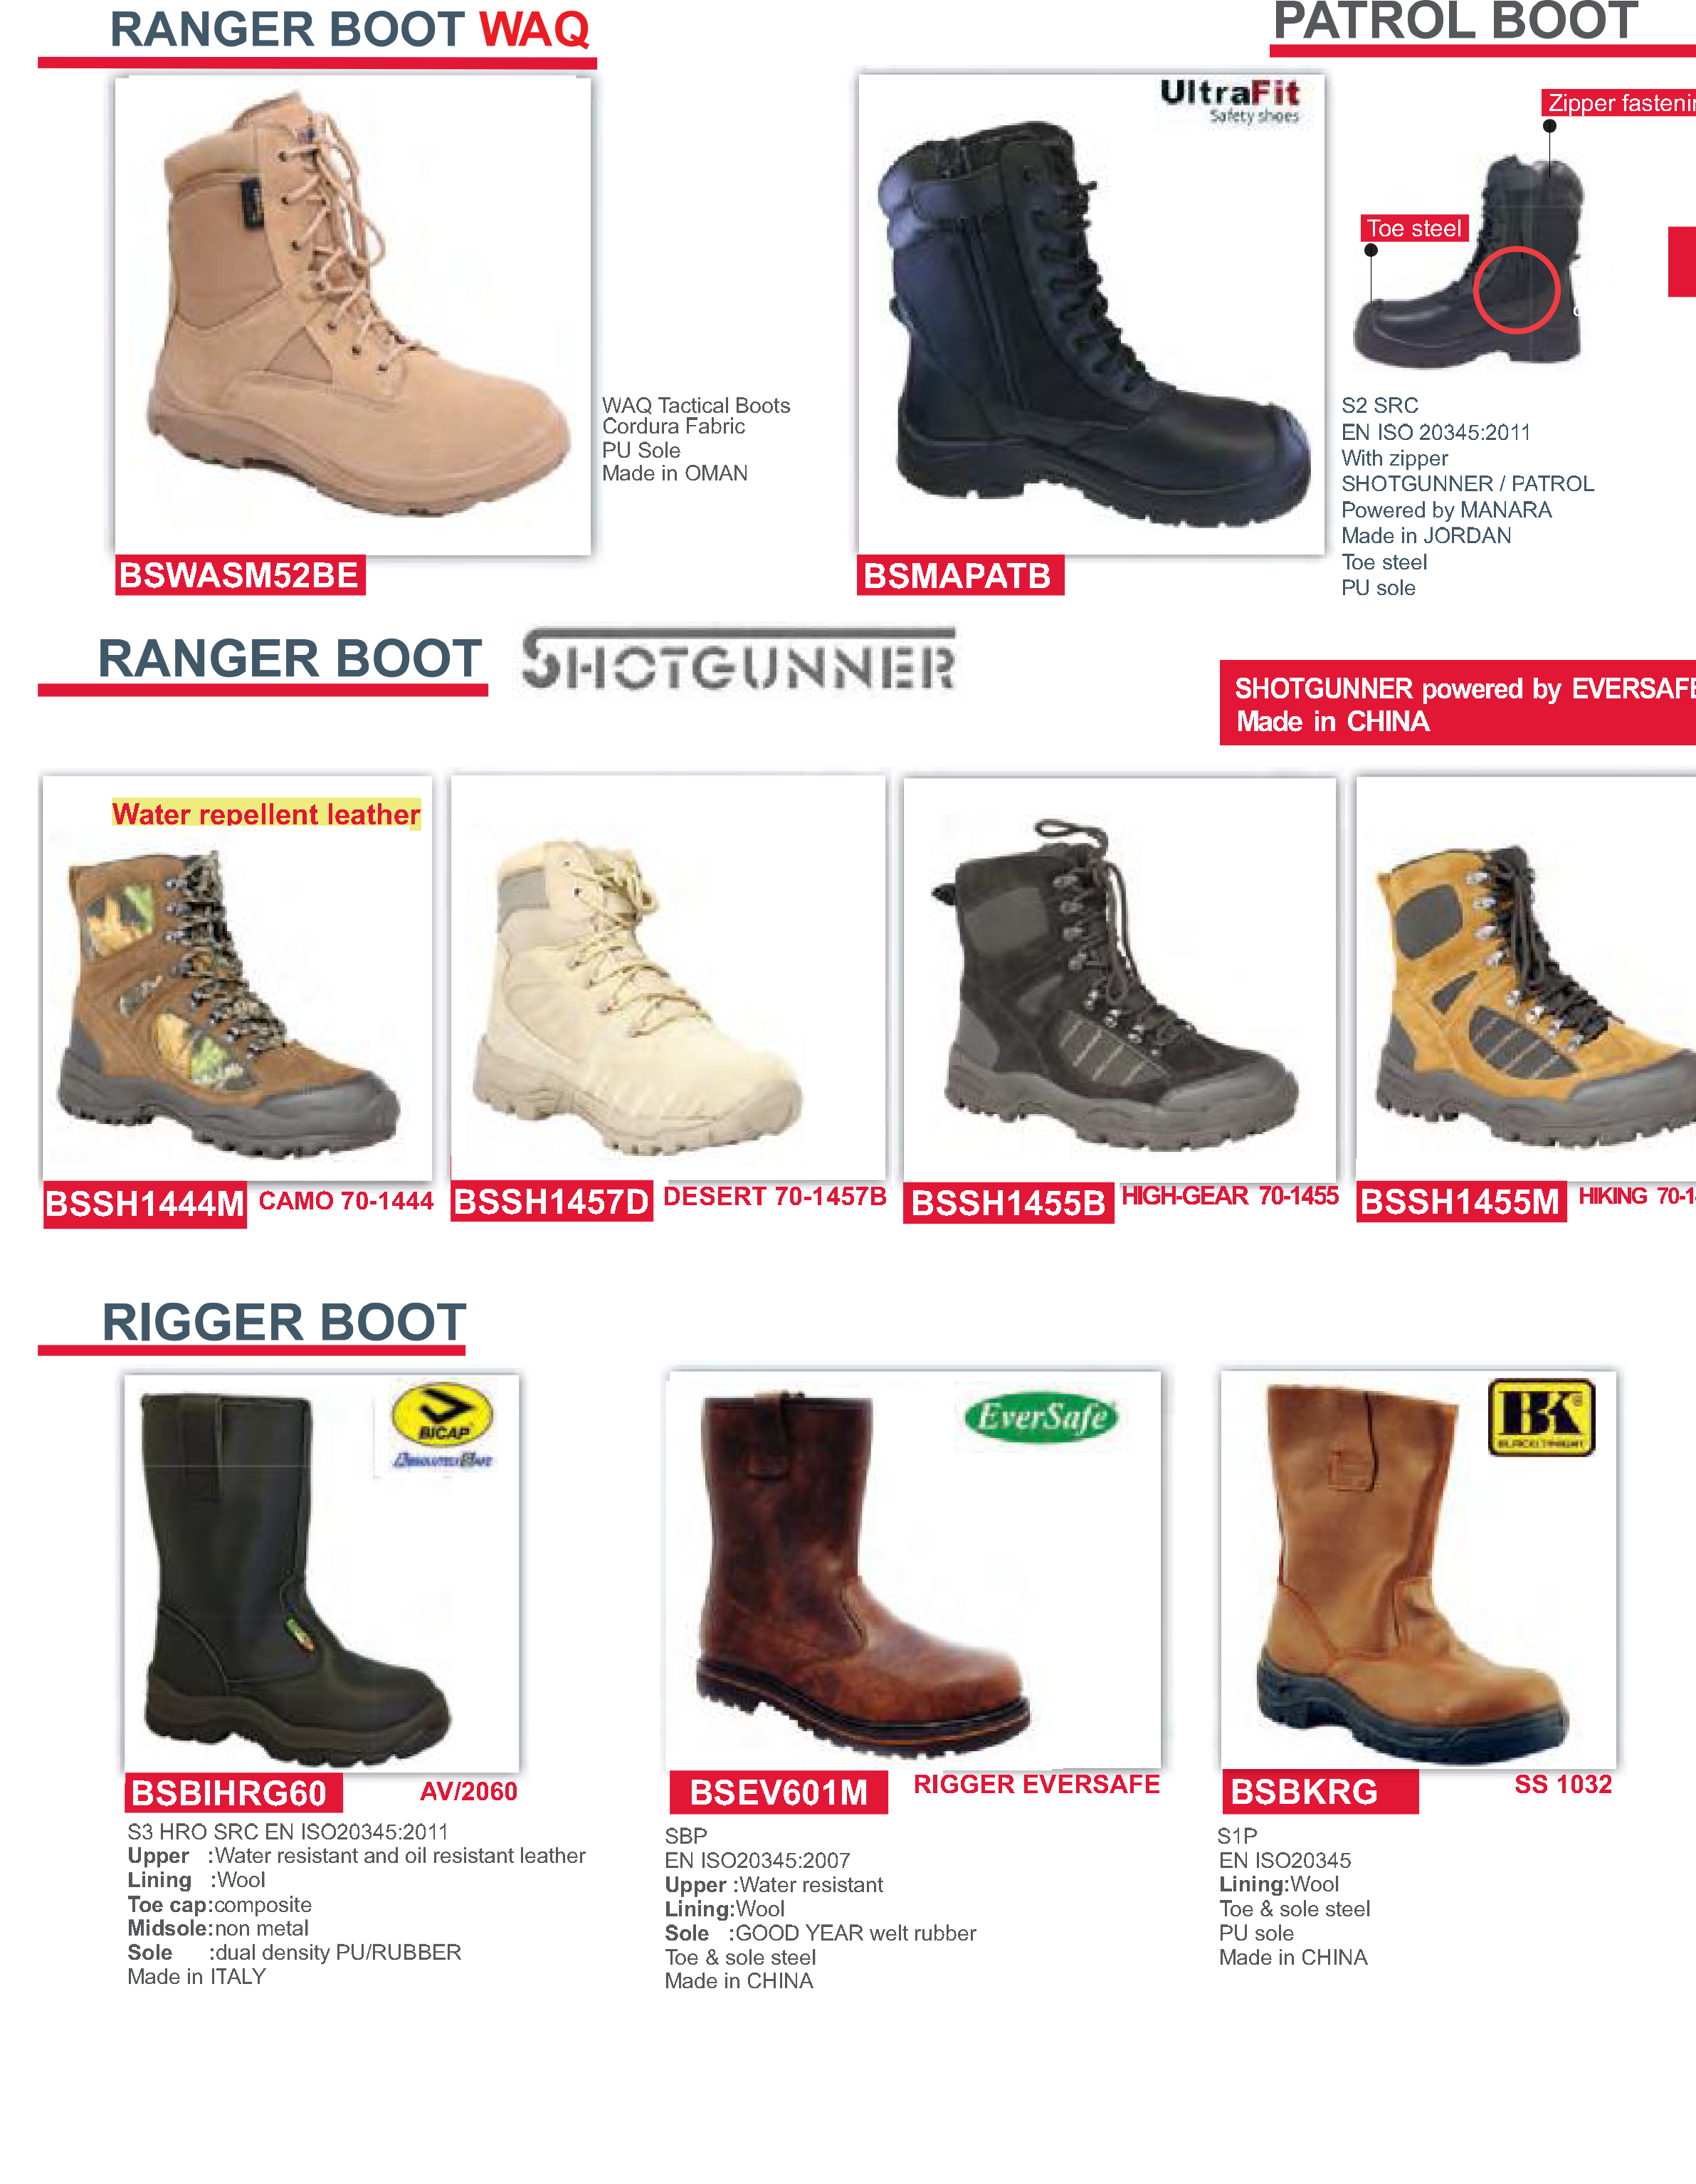 RANGER BOOT WAQ
WAQ Tactical Boots
Cordura Fabric
PU Sole
Made in OMAN
BSWASM52BE
PATROL BOOT
UltraFit
Safety shoes
Zipper fastenin
Toe steel
S2 SRC
EN ISO 20345:2011
With zipper
SHOTGUNNER / PATROL
Powered by MANARA
Made in JORDAN
Toe steel
PU sole
BSMAPATB
RANGER BOOT SHOTGUNNER
SHOTGUNNER powered by EVERSAFE
Made in CHINA
Water repellent leather
BSSH1444M CAMO 70-1444
BSSH1457D DESERT 70-1457B
BSSH1455B HIGH-GEAR 70-1455
BSSH1455M HIKING 70-1
RIGGER BOOT
BICAP
ABSOLUTELY SAFE
BSBIHRG60 AV/2060
S3 HRO SRC EN ISO20345:2011
Upper :Water resistant and oil resistant leather
Lining :Wool
Toe cap:composite
Midsole:non metal
Sole :dual density PU/RUBBER
Made in ITALY
EverSafe
BSEV601M RIGGER EVERSAFE
SBP
EN ISO20345:2007
Upper :Water resistant
Lining:Wool
Sole :GOOD YEAR welt rubber
Toe & sole steel
Made in CHINA
BK
BLACK KNIGHT
BSBKRG SS 1032
S1P
EN ISO20345
Lining:Wool
Toe & sole steel
PU sole
Made in CHINA